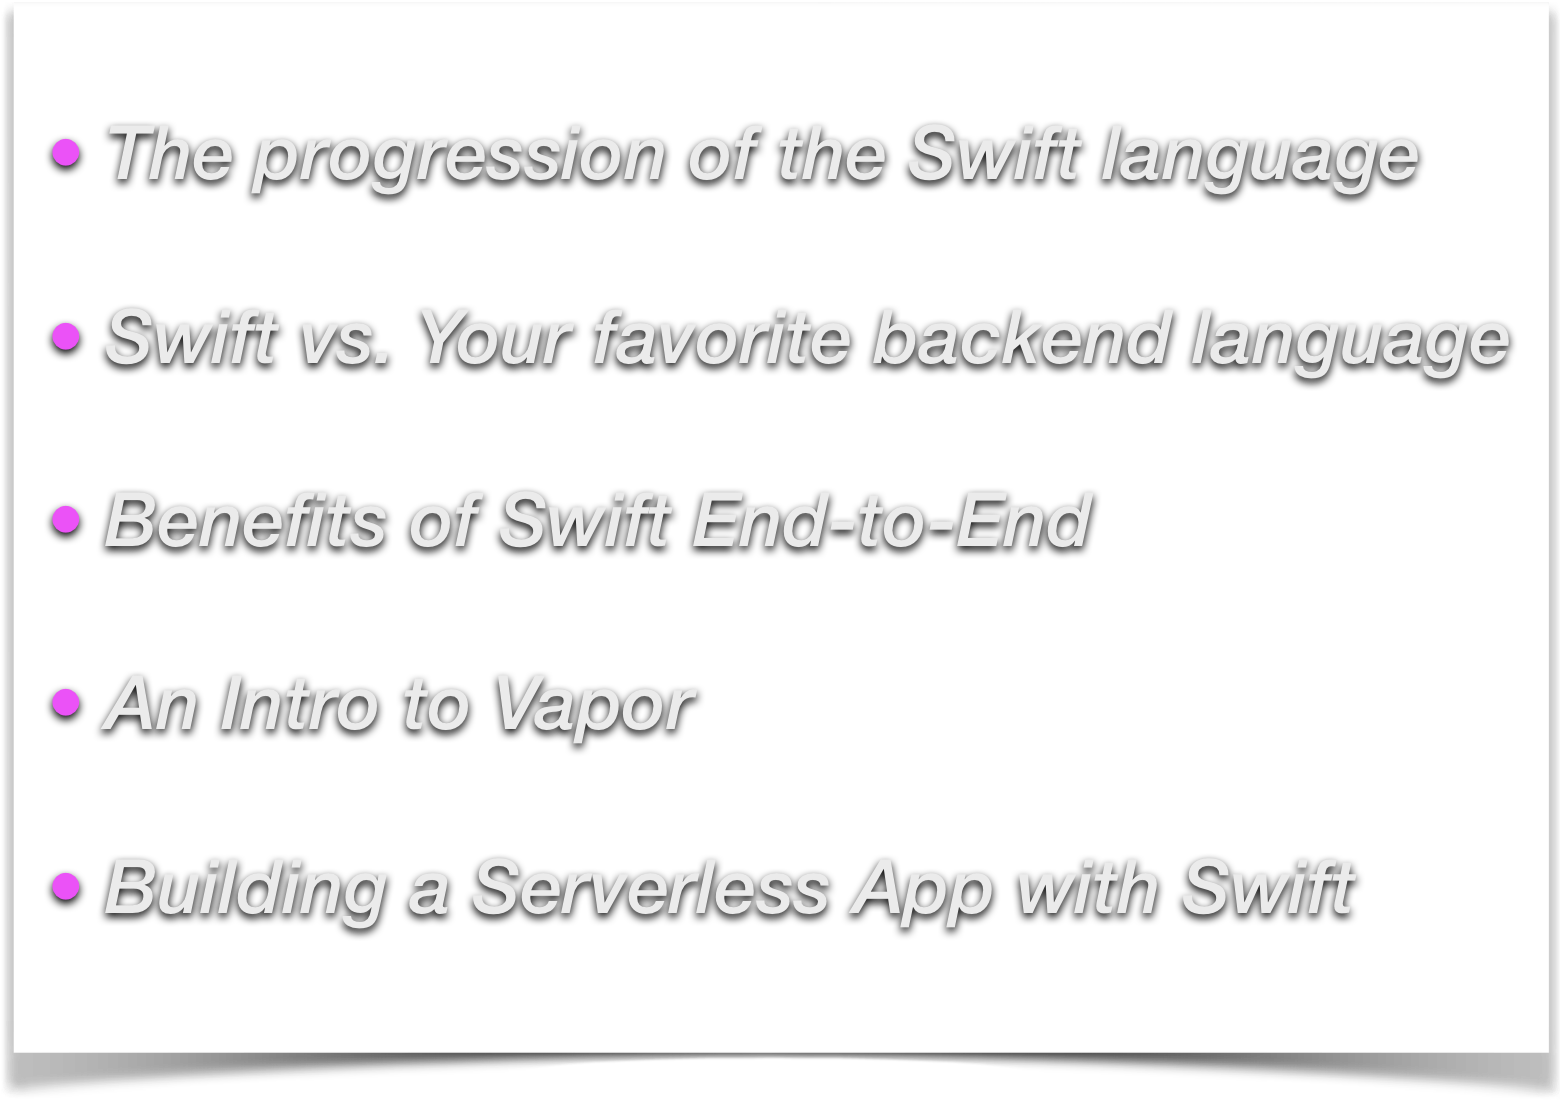 • The progression of the Swift language
• Swift vs. Your favorite backend language
• Benefits of Swift End-to-End
• An Intro to Vapor
• Building a Serverless App with Swift